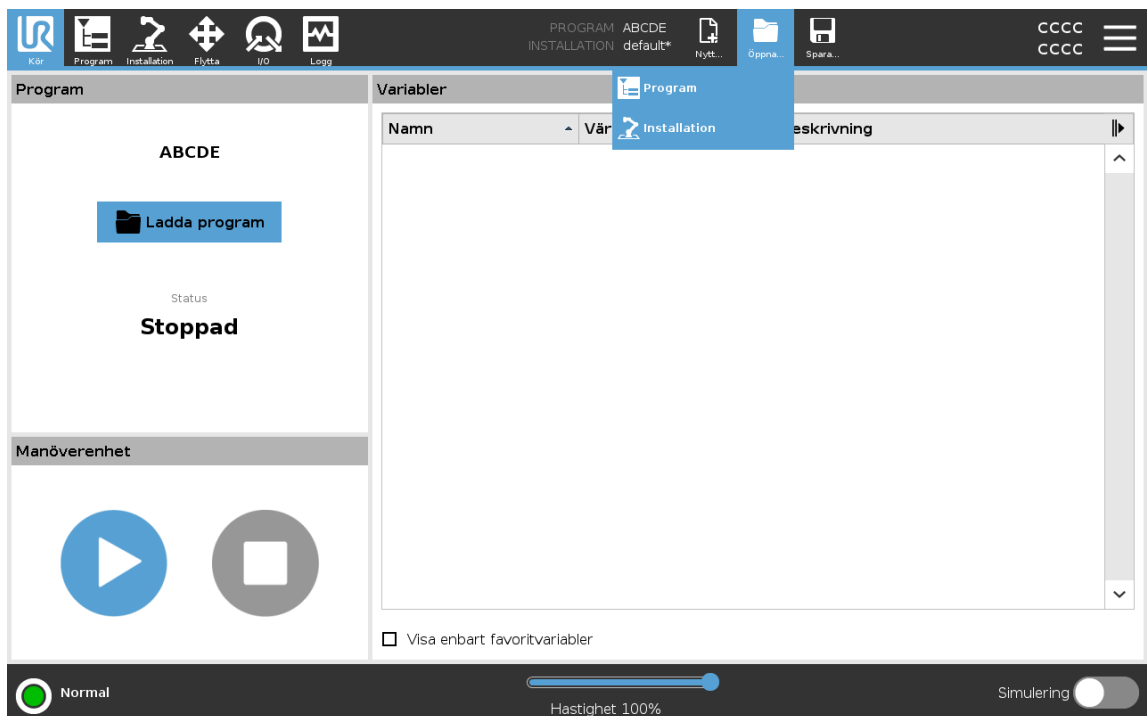 PROGRAM ABCDE
INSTALLATION default*
CCCC
CCCC
Kör Program Installation Flytta I/O Logg Nytt... Öppna... Spara...
Program
Variabler
Program
Installation
Namn Vär eskrivning
ABCDE
Ladda program
Status
Stoppad
Manöverenhet
Visa enbart favoritvariabler
Normal
Hastighet 100%
Simulering